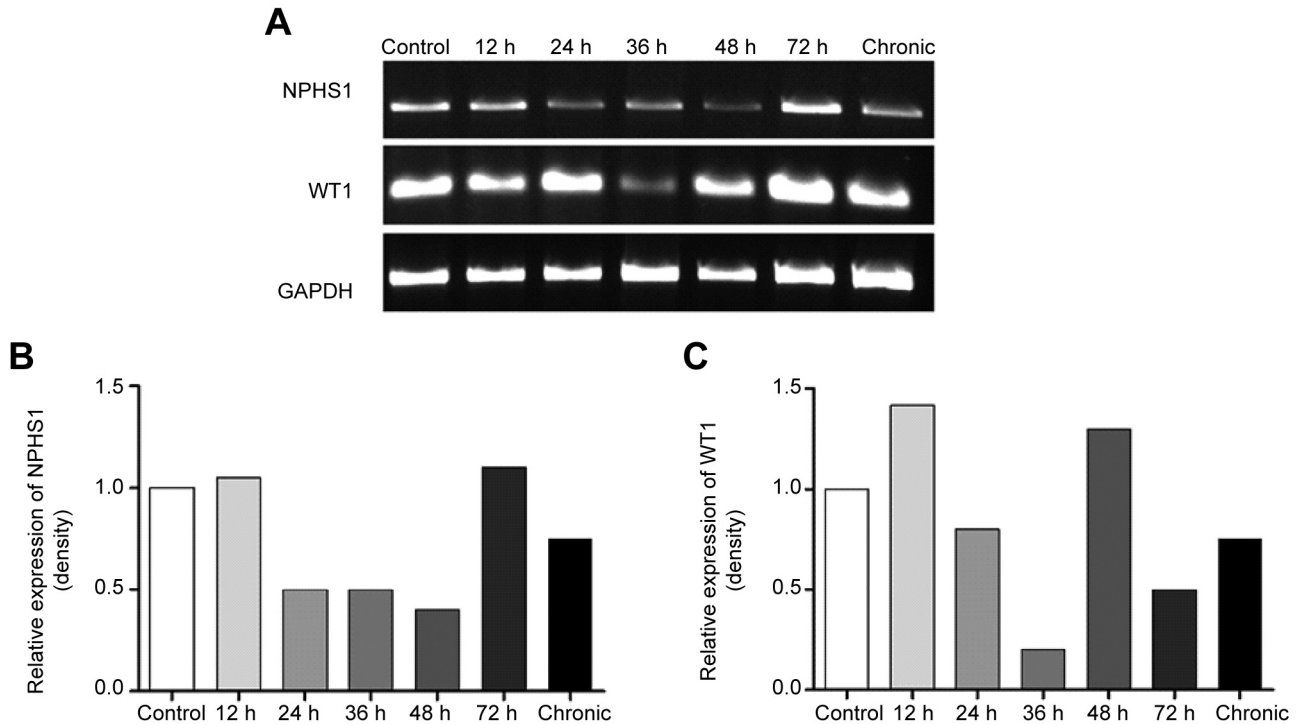 A
Control 12 h 24 h 36 h 48 h 72 h Chronic
NPHS1
WT1
GAPDH
B
Relative expression of NPHS1
(density)
1.5
1.0
0.5
0.0
Control 12 h 24 h 36 h 48 h 72 h Chronic
C
Relative expression of WT1
(density)
1.5
1.0
0.5
0.0
Control 12 h 24 h 36 h 48 h 72 h Chronic